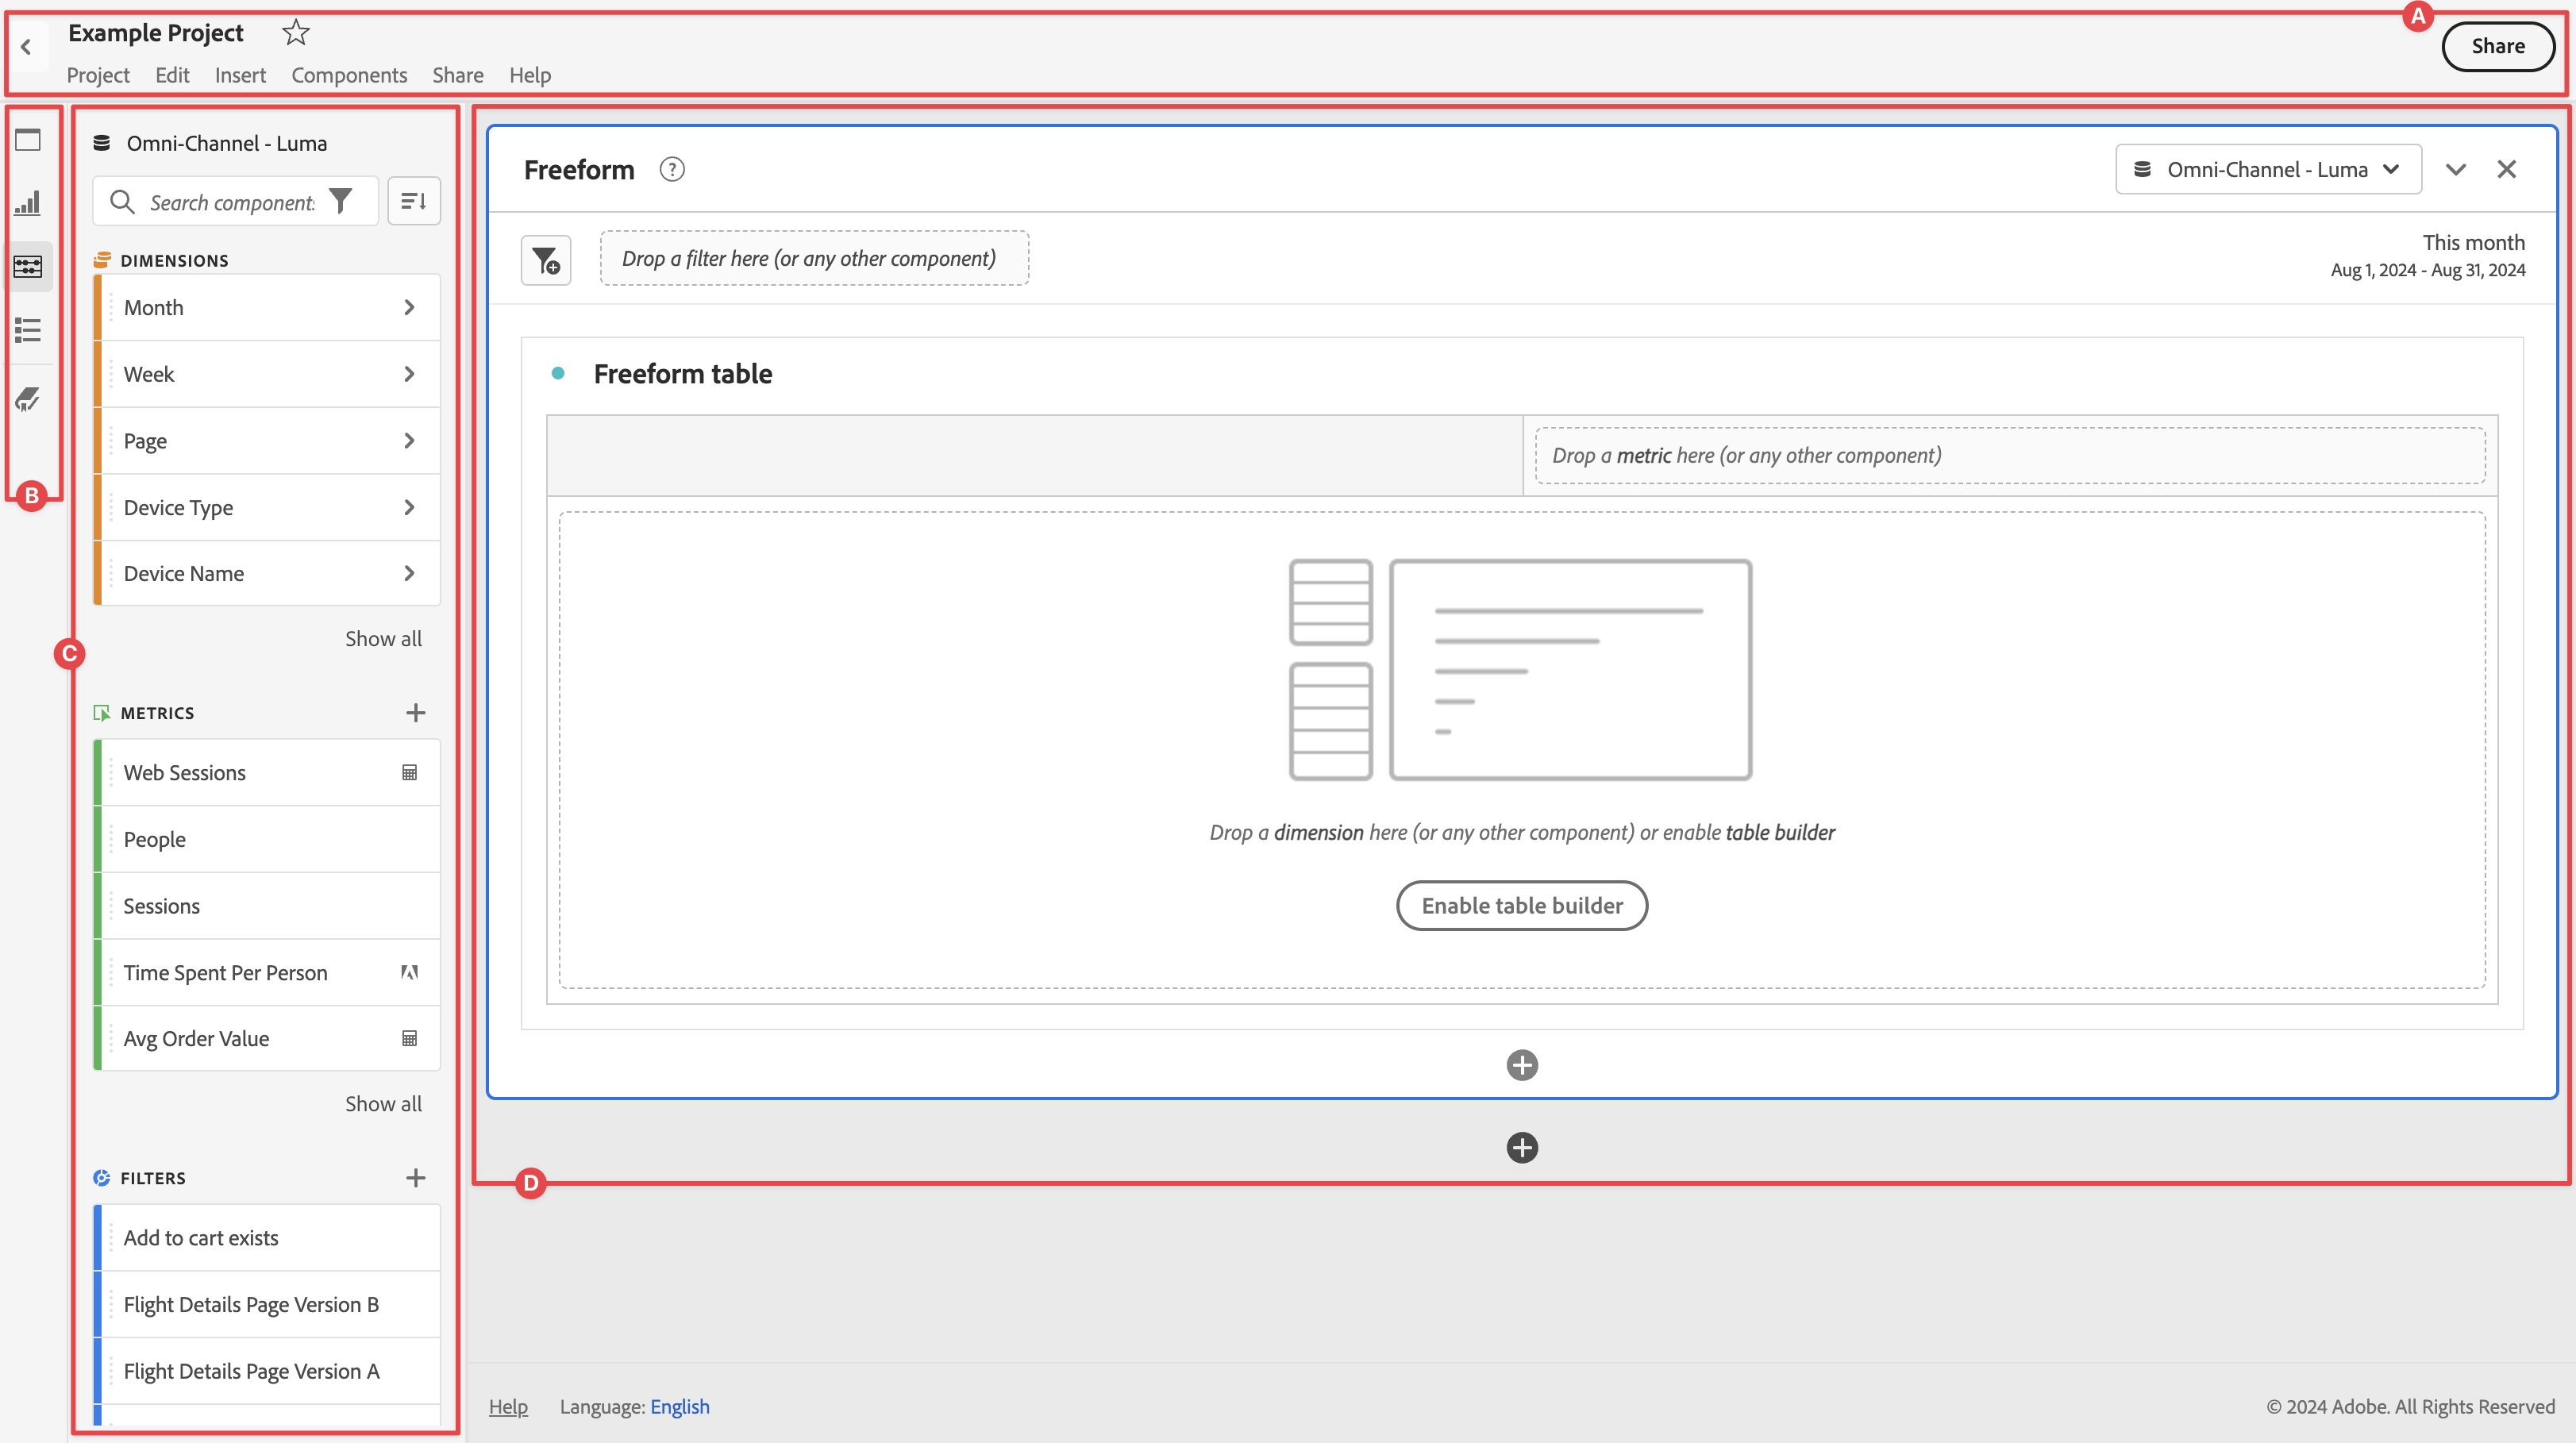 A
Example Project
Share
Project Edit Insert Components Share Help
B
C
Omni-Channel - Luma
Search component
DIMENSIONS
Month
Week
Page
Device Type
Device Name
Show all
METRICS
Web Sessions
People
Sessions
Time Spent Per Person
Avg Order Value
Show all
FILTERS
Add to cart exists
Flight Details Page Version B
Flight Details Page Version A
D
Freeform ?
Omni-Channel - Luma
Drop a filter here (or any other component)
This month
Aug 1, 2024 - Aug 31, 2024
Freeform table
Drop a metric here (or any other component)
Drop a dimension here (or any other component) or enable table builder
Enable table builder
Help Language: English
© 2024 Adobe. All Rights Reserved